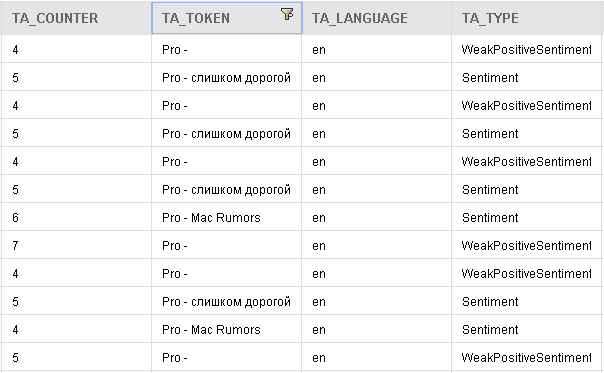 TA_COUNTER TA_TOKEN TA_LANGUAGE TA_TYPE
4 Pro - en WeakPositiveSentiment
5 Pro - слишком дорогой en Sentiment
4 Pro - en WeakPositiveSentiment
5 Pro - слишком дорогой en Sentiment
4 Pro - en WeakPositiveSentiment
5 Pro - слишком дорогой en Sentiment
6 Pro - Mac Rumors en Sentiment
7 Pro - en WeakPositiveSentiment
4 Pro - en WeakPositiveSentiment
5 Pro - слишком дорогой en Sentiment
4 Pro - Mac Rumors en Sentiment
5 Pro - en WeakPositiveSentiment